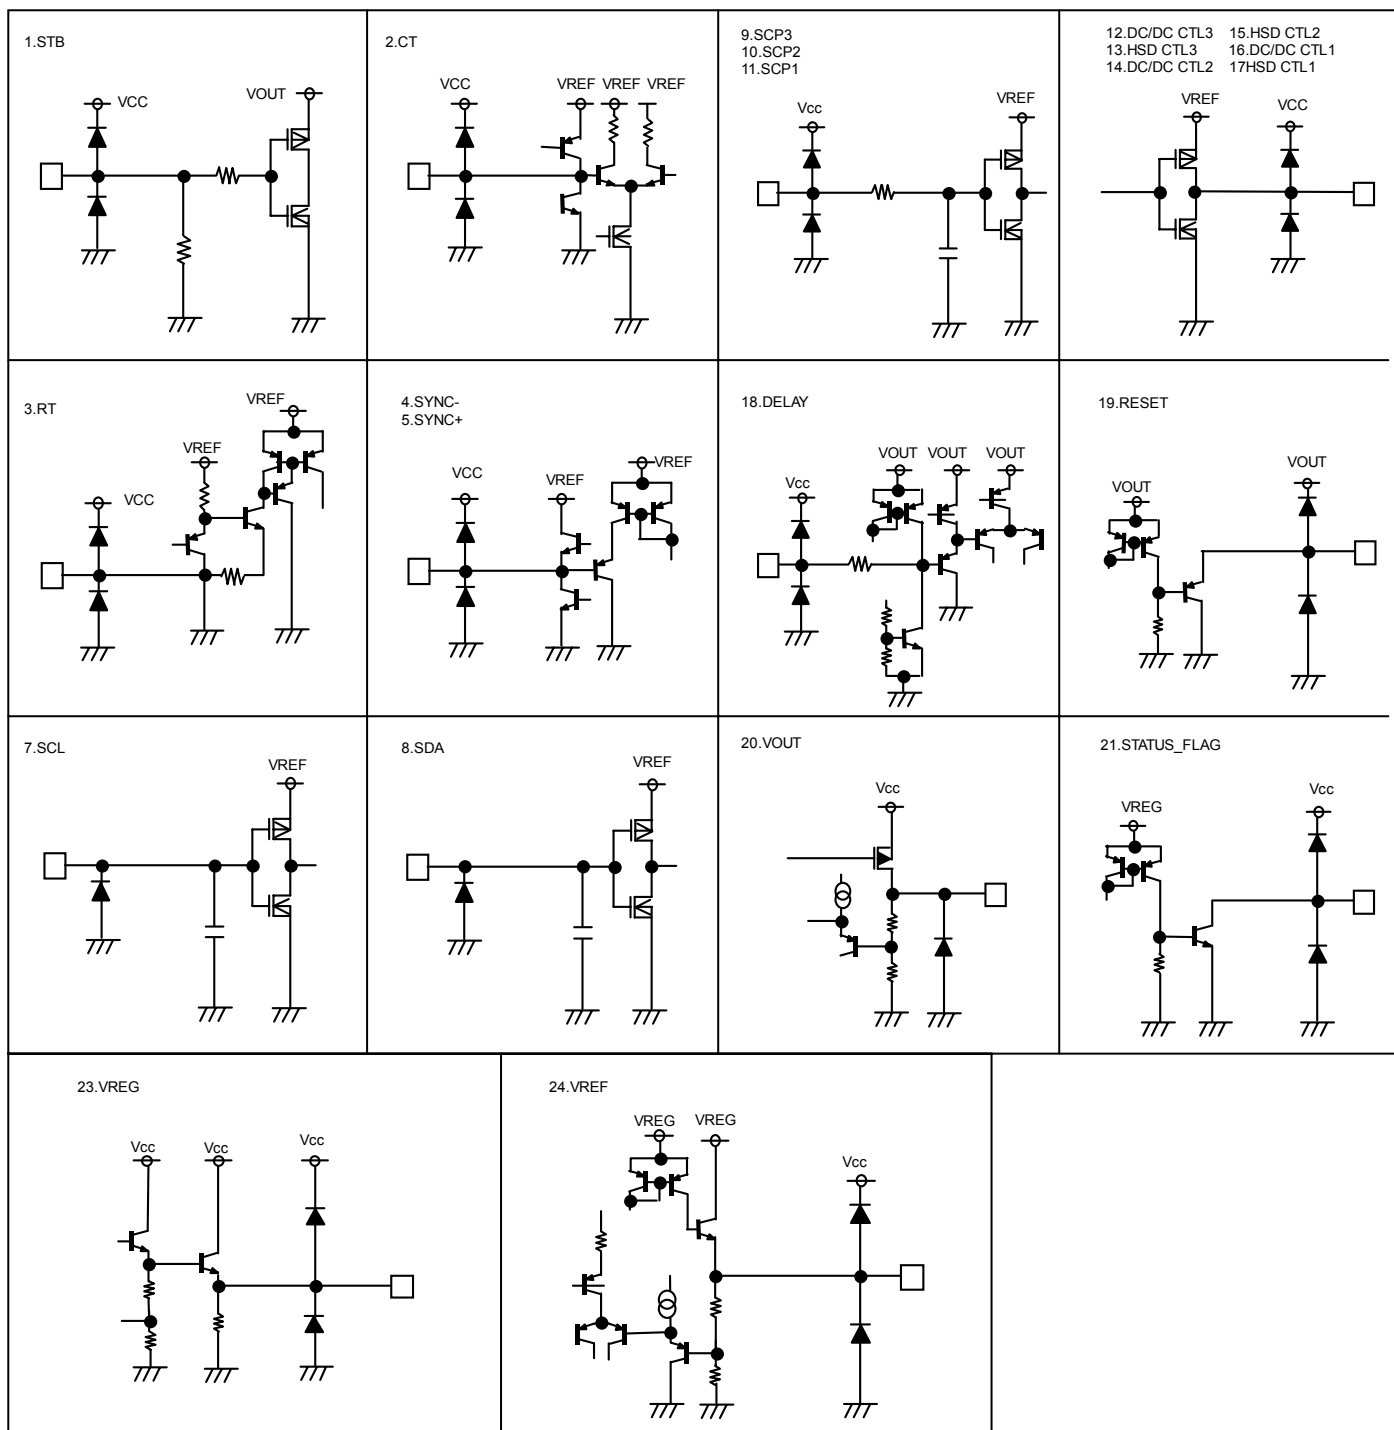 1.STB
VCC
VOUT
2.CT
VCC
VREF VREF VREF
9.SCP3
10.SCP2
11.SCP1
Vcc
VREF
12.DC/DC CTL3 15.HSD CTL2
13.HSD CTL3 16.DC/DC CTL1
14.DC/DC CTL2 17HSD CTL1
VREF
VCC
3.RT
VCC
VREF
VREF
4.SYNC-
5.SYNC+
VCC
VREF
VREF
18.DELAY
Vcc
VOUT VOUT VOUT
19.RESET
VOUT
VOUT
7.SCL
VREF
8.SDA
VREF
20.VOUT
Vcc
21.STATUS_FLAG
VREG
Vcc
23.VREG
Vcc Vcc Vcc
24.VREF
VREG VREG
Vcc